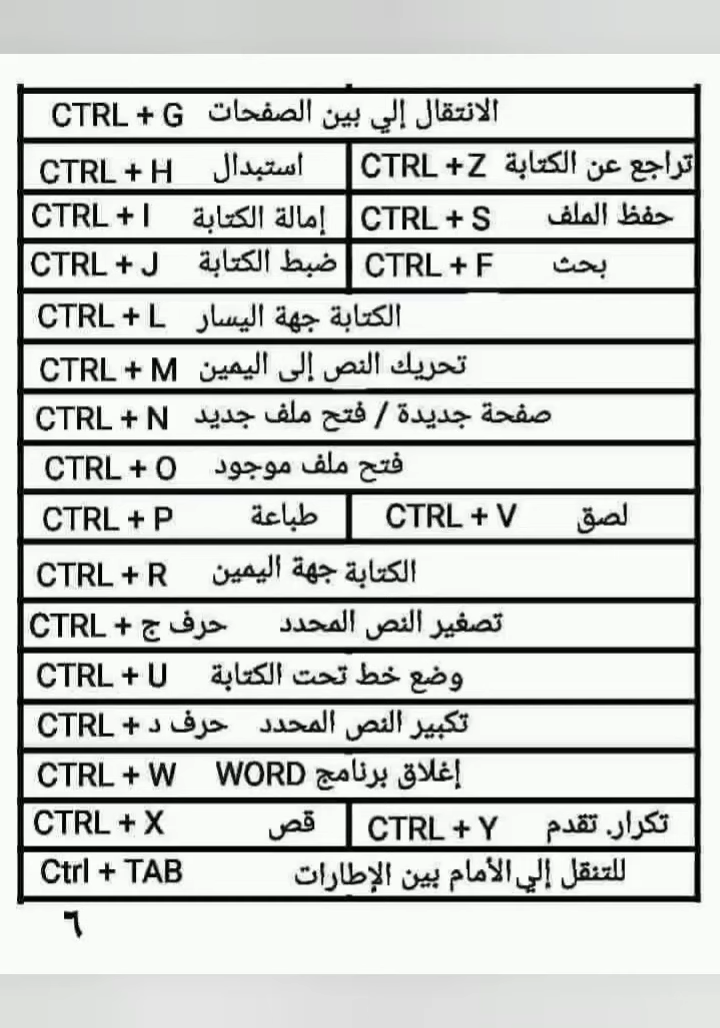 CTRL + G الانتقال إلي بين الصفحات
CTRL + H استبدال CTRL + Z تراجع عن الكتابة
CTRL + I إمالة الكتابة CTRL + S حفظ الملف
CTRL + J ضبط الكتابة CTRL + F بحث
CTRL + L الكتابة جهة اليسار
CTRL + M تحريك النص إلى اليمين
CTRL + N صفحة جديدة / فتح ملف جديد
CTRL + O فتح ملف موجود
CTRL + P طباعة CTRL + V لصق
CTRL + R الكتابة جهة اليمين
CTRL + حرف ج تصغير النص المحدد
CTRL + U وضع خط تحت الكتابة
CTRL + حرف د تكبير النص المحدد
CTRL + W إغلاق برنامج WORD
CTRL + X قص CTRL + Y تكرار. تقدم
Ctrl + TAB للتنقل إلي الأمام بين الإطارات
٦